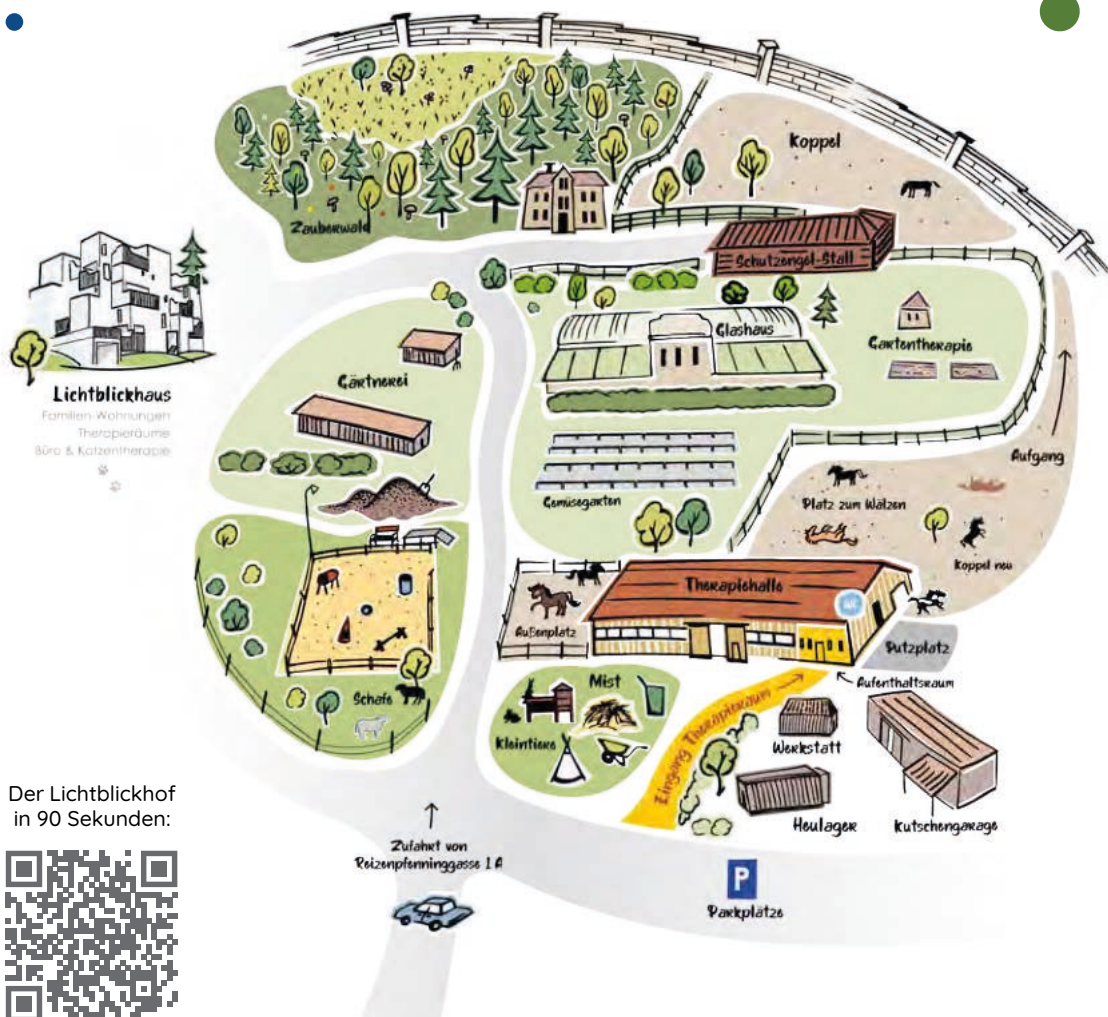 Koppel
Zauberwald
Schutzengel-Stall
Glashaus
Gartentherapie
Gärtnerei
Lichtblickhaus
Familien-Wohnungen
Therapieräume
Büro & Katzentherapie
Aufgang
Gemüsegarten
Platz zum Wälzen
Koppel neu
Therapiehalle
Außenplatz
Putzplatz
Aufenthaltsraum
Schafe
Mist
Kleintiere
Eingang Therapieraum
Werkstatt
Heulager
Kutschengarage
Der Lichtblickhof
in 90 Sekunden:
Zufahrt von
Reizenpfenninggasse 1A
P
Parkplätze